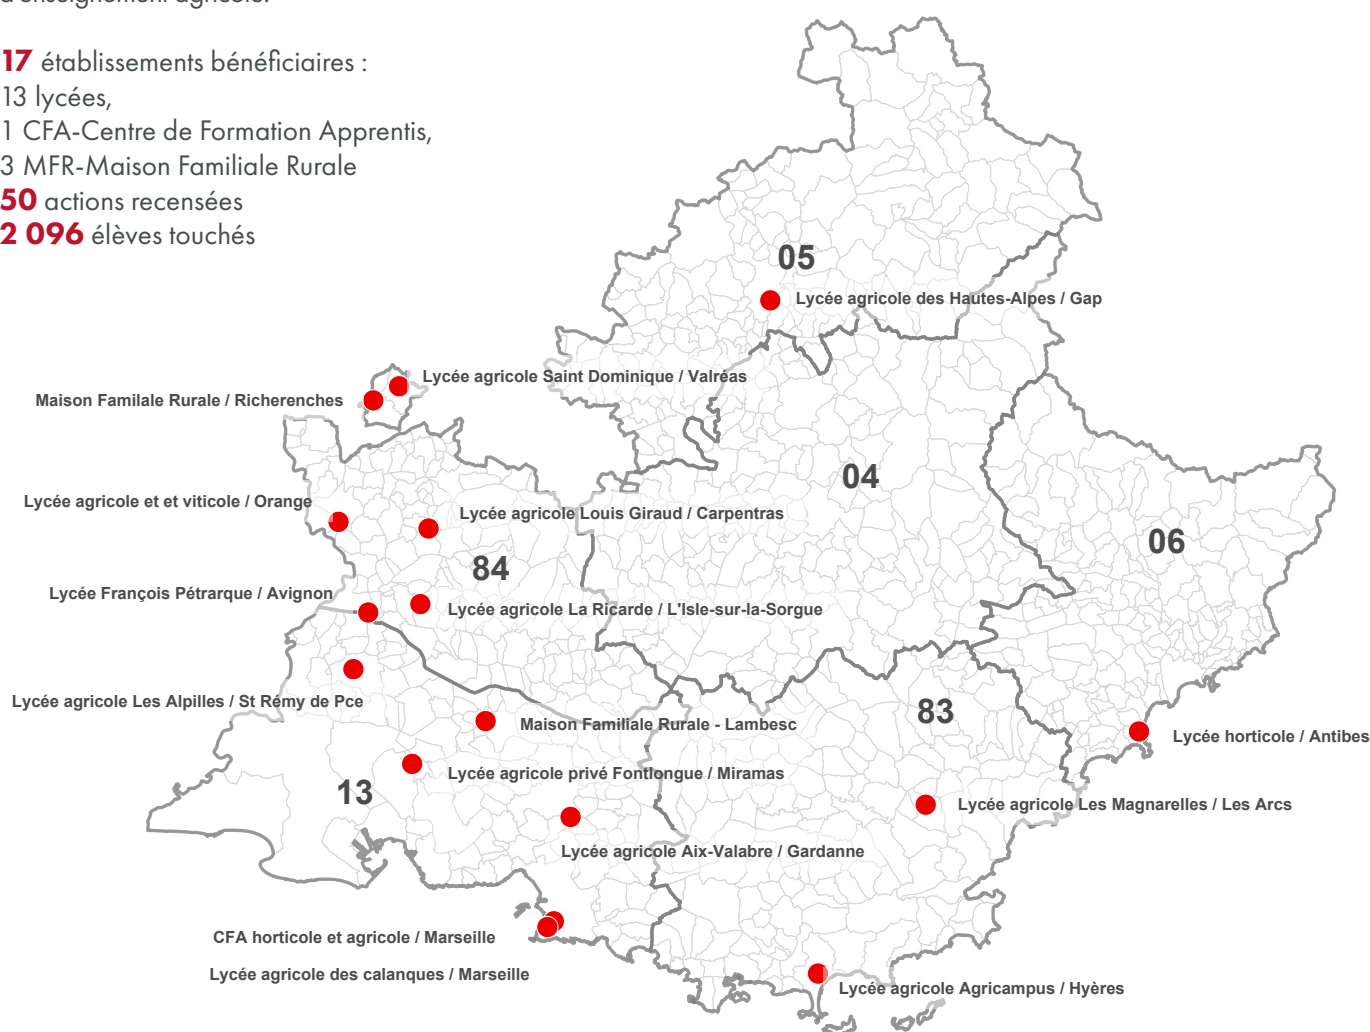 d'enseignement agricole.
17 établissements bénéficiaires :
13 lycées,
1 CFA-Centre de Formation Apprentis,
3 MFR-Maison Familiale Rurale
50 actions recensées
2 096 élèves touchés
05
Lycée agricole des Hautes-Alpes / Gap
Lycée agricole Saint Dominique / Valréas
Maison Familale Rurale / Richerenches
04
Lycée agricole et et viticole / Orange
Lycée agricole Louis Giraud / Carpentras
06
84
Lycée François Pétrarque / Avignon
Lycée agricole La Ricarde / L'Isle-sur-la-Sorgue
Lycée agricole Les Alpilles / St Rémy de Pce
83
Maison Familiale Rurale - Lambesc
Lycée horticole / Antibes
Lycée agricole privé Fontlongue / Miramas
13
Lycée agricole Les Magnarelles / Les Arcs
Lycée agricole Aix-Valabre / Gardanne
CFA horticole et agricole / Marseille
Lycée agricole des calanques / Marseille
Lycée agricole Agricampus / Hyères